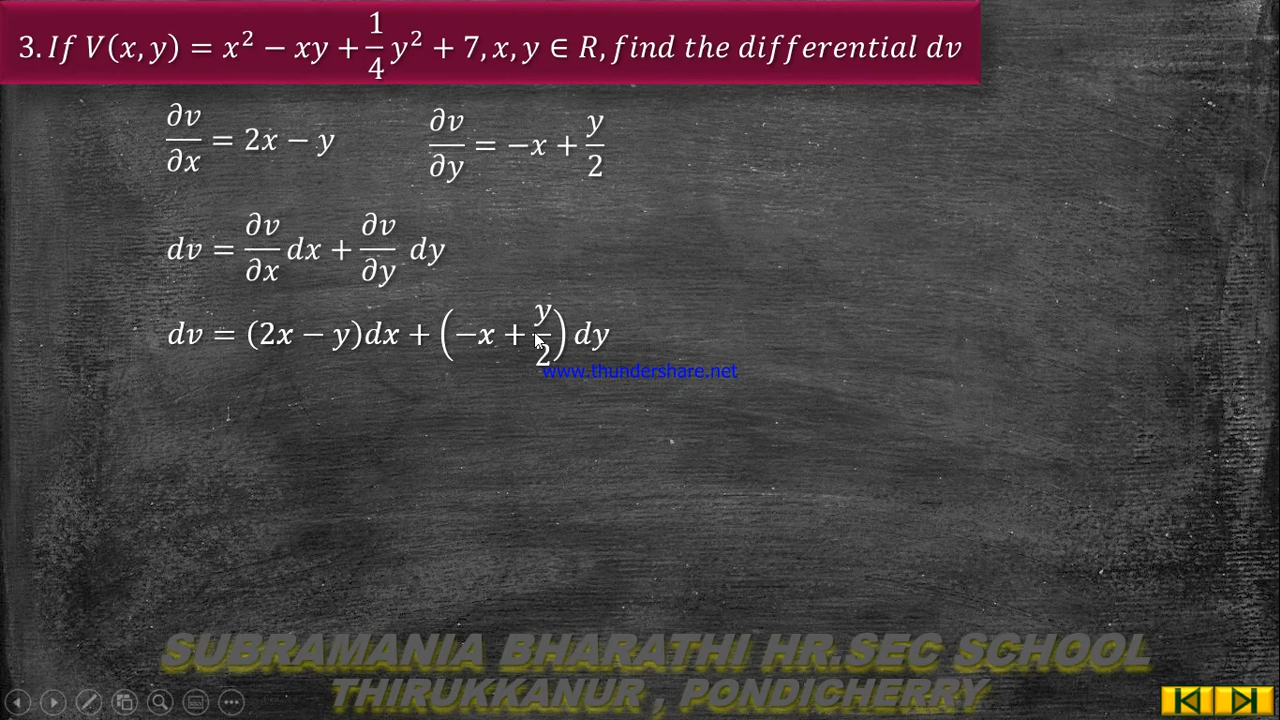 3. If V(x, y) = x² − xy + 1/4 y² + 7, x, y ∈ R, find the differential dv
∂v/∂x = 2x − y    ∂v/∂y = −x + y/2
dv = ∂v/∂x dx + ∂v/∂y dy
dv = (2x − y)dx + (−x + y/2) dy
www.thundershare.net
SUBRAMANIA BHARATHI HR.SEC SCHOOL
THIRUKKANUR , PONDICHERRY